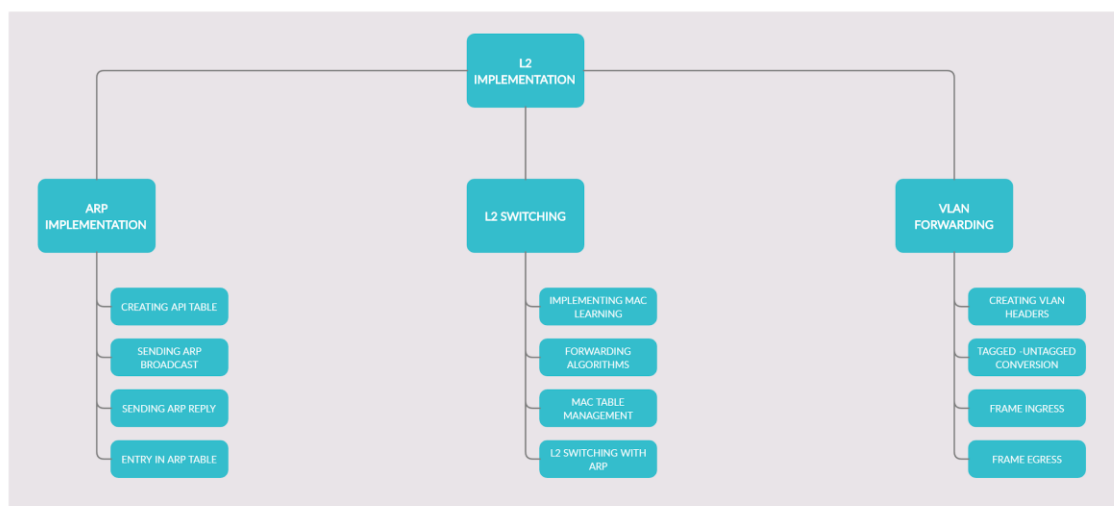 L2
IMPLEMENTATION
ARP
IMPLEMENTATION
CREATING API TABLE
SENDING ARP
BROADCAST
SENDING ARP REPLY
ENTRY IN ARP TABLE
L2 SWITCHING
IMPLEMENTING MAC
LEARNING
FORWARDING
ALGORITHMS
MAC TABLE
MANAGEMENT
L2 SWITCHING WITH
ARP
VLAN
FORWARDING
CREATING VLAN
HEADERS
TAGGED -UNTAGGED
CONVERSION
FRAME INGRESS
FRAME EGRESS